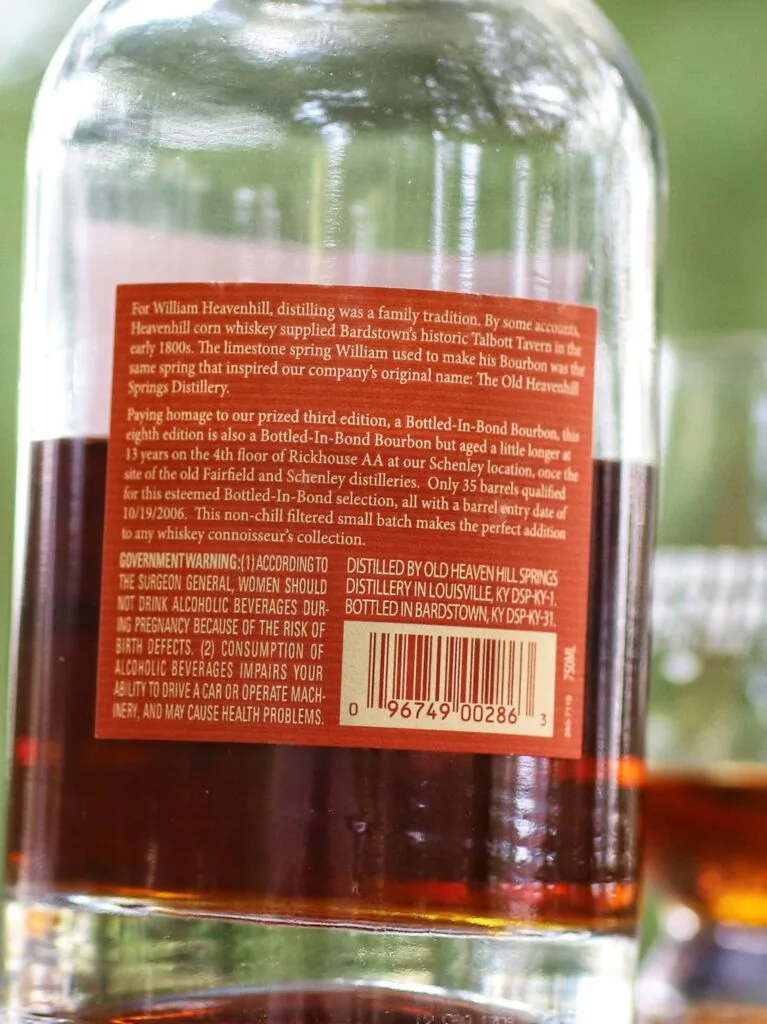 For William Heavenhill, distilling was a family tradition. By some accounts,
Heavenhill corn whiskey supplied Bardstown's historic Talbott Tavern in the
early 1800s. The limestone spring William used to make his Bourbon was the
same spring that inspired our company's original name: The Old Heavenhill
Springs Distillery.
Paying homage to our prized third edition, a Bottled-In-Bond Bourbon, this
eighth edition is also a Bottled-In-Bond Bourbon but aged a little longer at
13 years on the 4th floor of Rickhouse AA at our Schenley location, once the
site of the old Fairfield and Schenley distilleries. Only 35 barrels qualified
for this esteemed Bottled-In-Bond selection, all with a barrel entry date of
10/19/2006. This non-chill filtered small batch makes the perfect addition
to any whiskey connoisseur's collection.
GOVERNMENT WARNING: (1) ACCORDING TO
THE SURGEON GENERAL, WOMEN SHOULD
NOT DRINK ALCOHOLIC BEVERAGES DUR-
ING PREGNANCY BECAUSE OF THE RISK OF
BIRTH DEFECTS. (2) CONSUMPTION OF
ALCOHOLIC BEVERAGES IMPAIRS YOUR
ABILITY TO DRIVE A CAR OR OPERATE MACH-
INERY, AND MAY CAUSE HEALTH PROBLEMS.
DISTILLED BY OLD HEAVEN HILL SPRINGS
DISTILLERY IN LOUISVILLE, KY DSP-KY-1.
BOTTLED IN BARDSTOWN, KY DSP-KY-31.
0 96749 00286 3
750ML